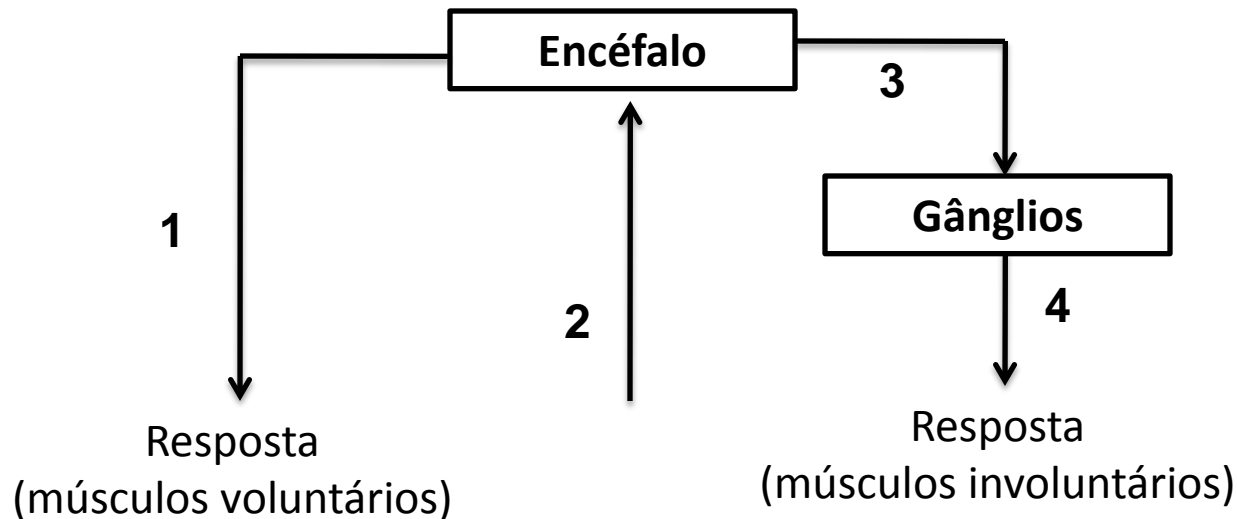 Encéfalo
3
Gânglios
1
2
4
Resposta
(músculos voluntários)
Resposta
(músculos involuntários)